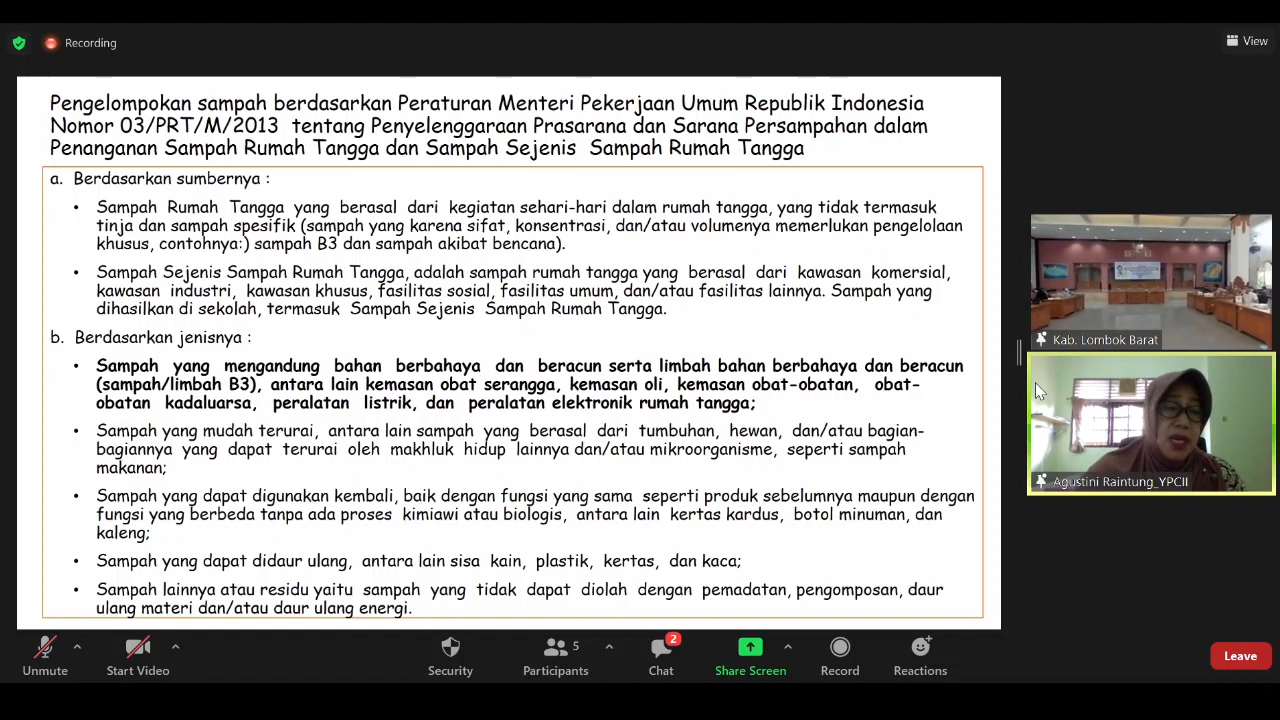 Recording
View
Pengelompokan sampah berdasarkan Peraturan Menteri Pekerjaan Umum Republik Indonesia
Nomor 03/PRT/M/2013 tentang Penyelenggaraan Prasarana dan Sarana Persampahan dalam
Penanganan Sampah Rumah Tangga dan Sampah Sejenis Sampah Rumah Tangga
a. Berdasarkan sumbernya :
• Sampah Rumah Tangga yang berasal dari kegiatan sehari-hari dalam rumah tangga, yang tidak termasuk
tinja dan sampah spesifik (sampah yang karena sifat, konsentrasi, dan/atau volumenya memerlukan pengelolaan
khusus, contohnya:) sampah B3 dan sampah akibat bencana).
• Sampah Sejenis Sampah Rumah Tangga, adalah sampah rumah tangga yang berasal dari kawasan komersial,
kawasan industri, kawasan khusus, fasilitas sosial, fasilitas umum, dan/atau fasilitas lainnya. Sampah yang
dihasilkan di sekolah, termasuk Sampah Sejenis Sampah Rumah Tangga.
b. Berdasarkan jenisnya :
• Sampah yang mengandung bahan berbahaya dan beracun serta limbah bahan berbahaya dan beracun
(sampah/limbah B3), antara lain kemasan obat serangga, kemasan oli, kemasan obat-obatan, obat-
obatan kadaluarsa, peralatan listrik, dan peralatan elektronik rumah tangga;
• Sampah yang mudah terurai, antara lain sampah yang berasal dari tumbuhan, hewan, dan/atau bagian-
bagiannya yang dapat terurai oleh makhluk hidup lainnya dan/atau mikroorganisme, seperti sampah
makanan;
• Sampah yang dapat digunakan kembali, baik dengan fungsi yang sama seperti produk sebelumnya maupun dengan
fungsi yang berbeda tanpa ada proses kimiawi atau biologis, antara lain kertas kardus, botol minuman, dan
kaleng;
• Sampah yang dapat didaur ulang, antara lain sisa kain, plastik, kertas, dan kaca;
• Sampah lainnya atau residu yaitu sampah yang tidak dapat diolah dengan pemadatan, pengomposan, daur
ulang materi dan/atau daur ulang energi.
Kab. Lombok Barat
Agustini Raintung_YPCII
Unmute
Start Video
Security
Participants 5
Chat 2
Share Screen
Record
Reactions
Leave